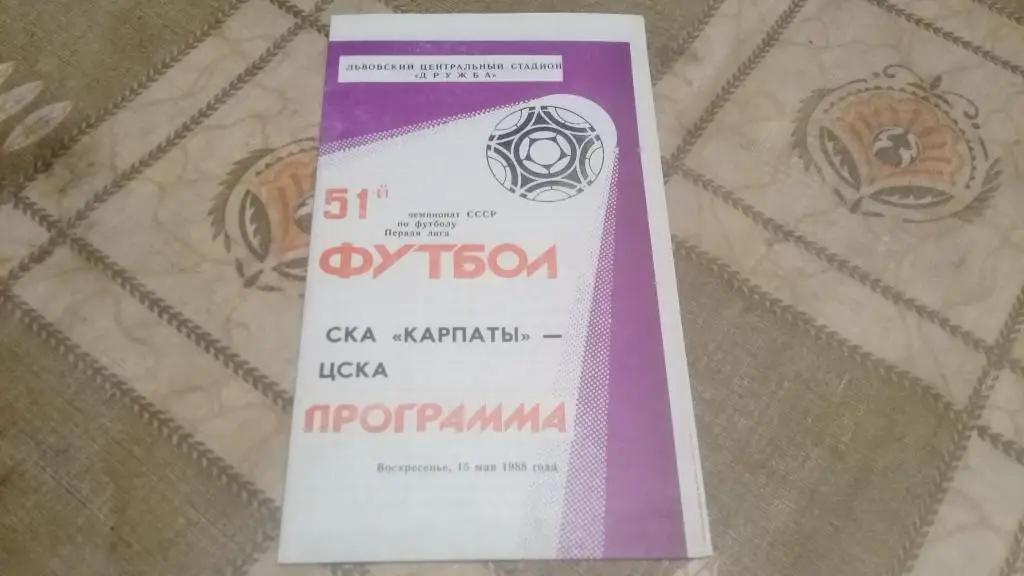 ЛЬВОВСКИЙ ЦЕНТРАЛЬНЫЙ СТАДИОН
«ДРУЖБА»
51й
чемпионат СССР
по футболу
Первая лига
ФУТБОЛ
СКА «КАРПАТЫ» —
ЦСКА
ПРОГРАММА
Воскресенье, 15 мая 1988 года